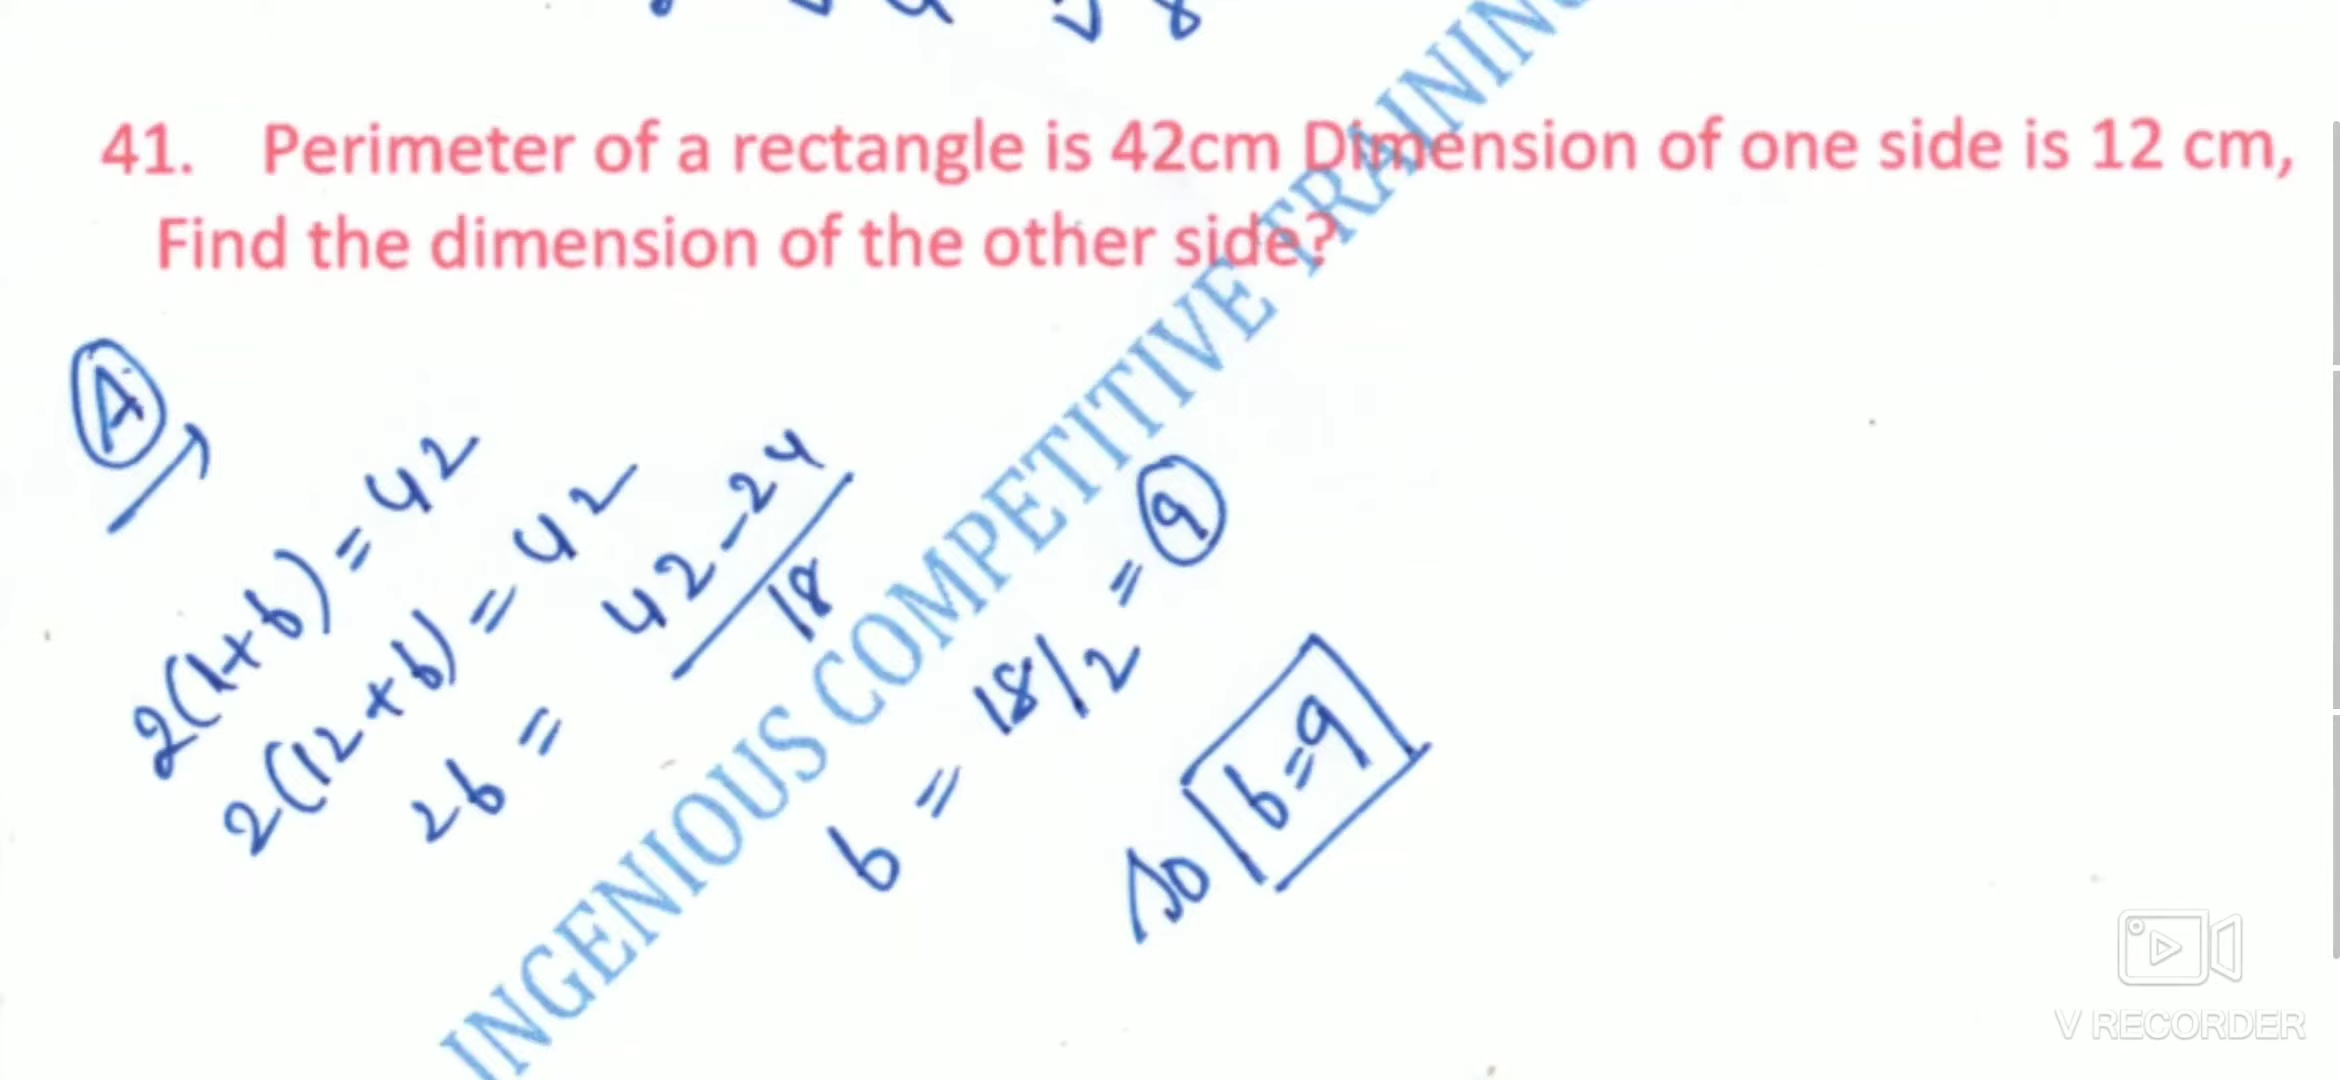 41. Perimeter of a rectangle is 42cm Dimension of one side is 12 cm,
Find the dimension of the other side?
A
2(l+b) = 42
2(12+b) = 42
2b = 42-24
18
b = 18/2 = 9
so b=9
INGENIOUS COMPETITIVE TRAINING
V RECORDER